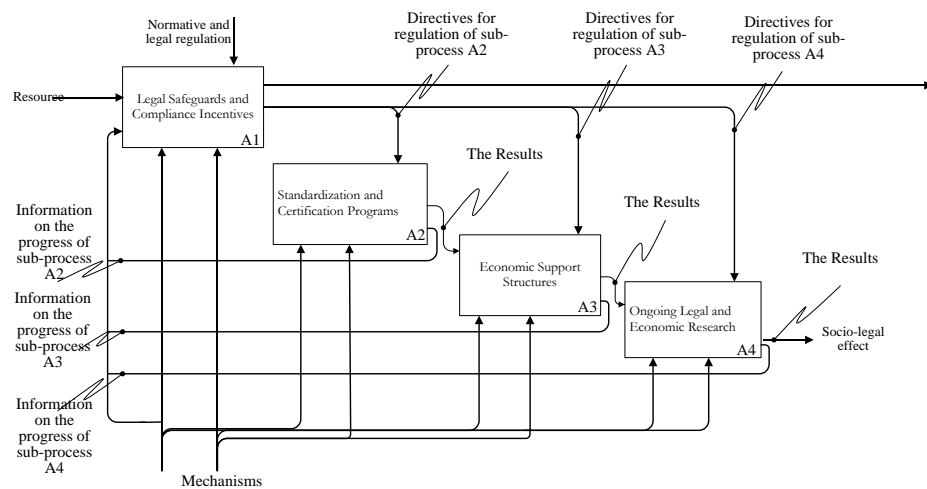 Normative and
legal regulation
Directives for
regulation of sub-
process A2
Directives for
regulation of sub-
process A3
Directives for
regulation of sub-
process A4
Resource
Legal Safeguards and
Compliance Incentives
A1
The Results
Standardization and
Certification Programs
A2
The Results
Information
on the
progress of
sub-process
A2
Economic Support
Structures
A3
The Results
Information
on the
progress of
sub-process
A3
Ongoing Legal and
Economic Research
A4
Socio-legal
effect
Information
on the
progress of
sub-process
A4
Mechanisms